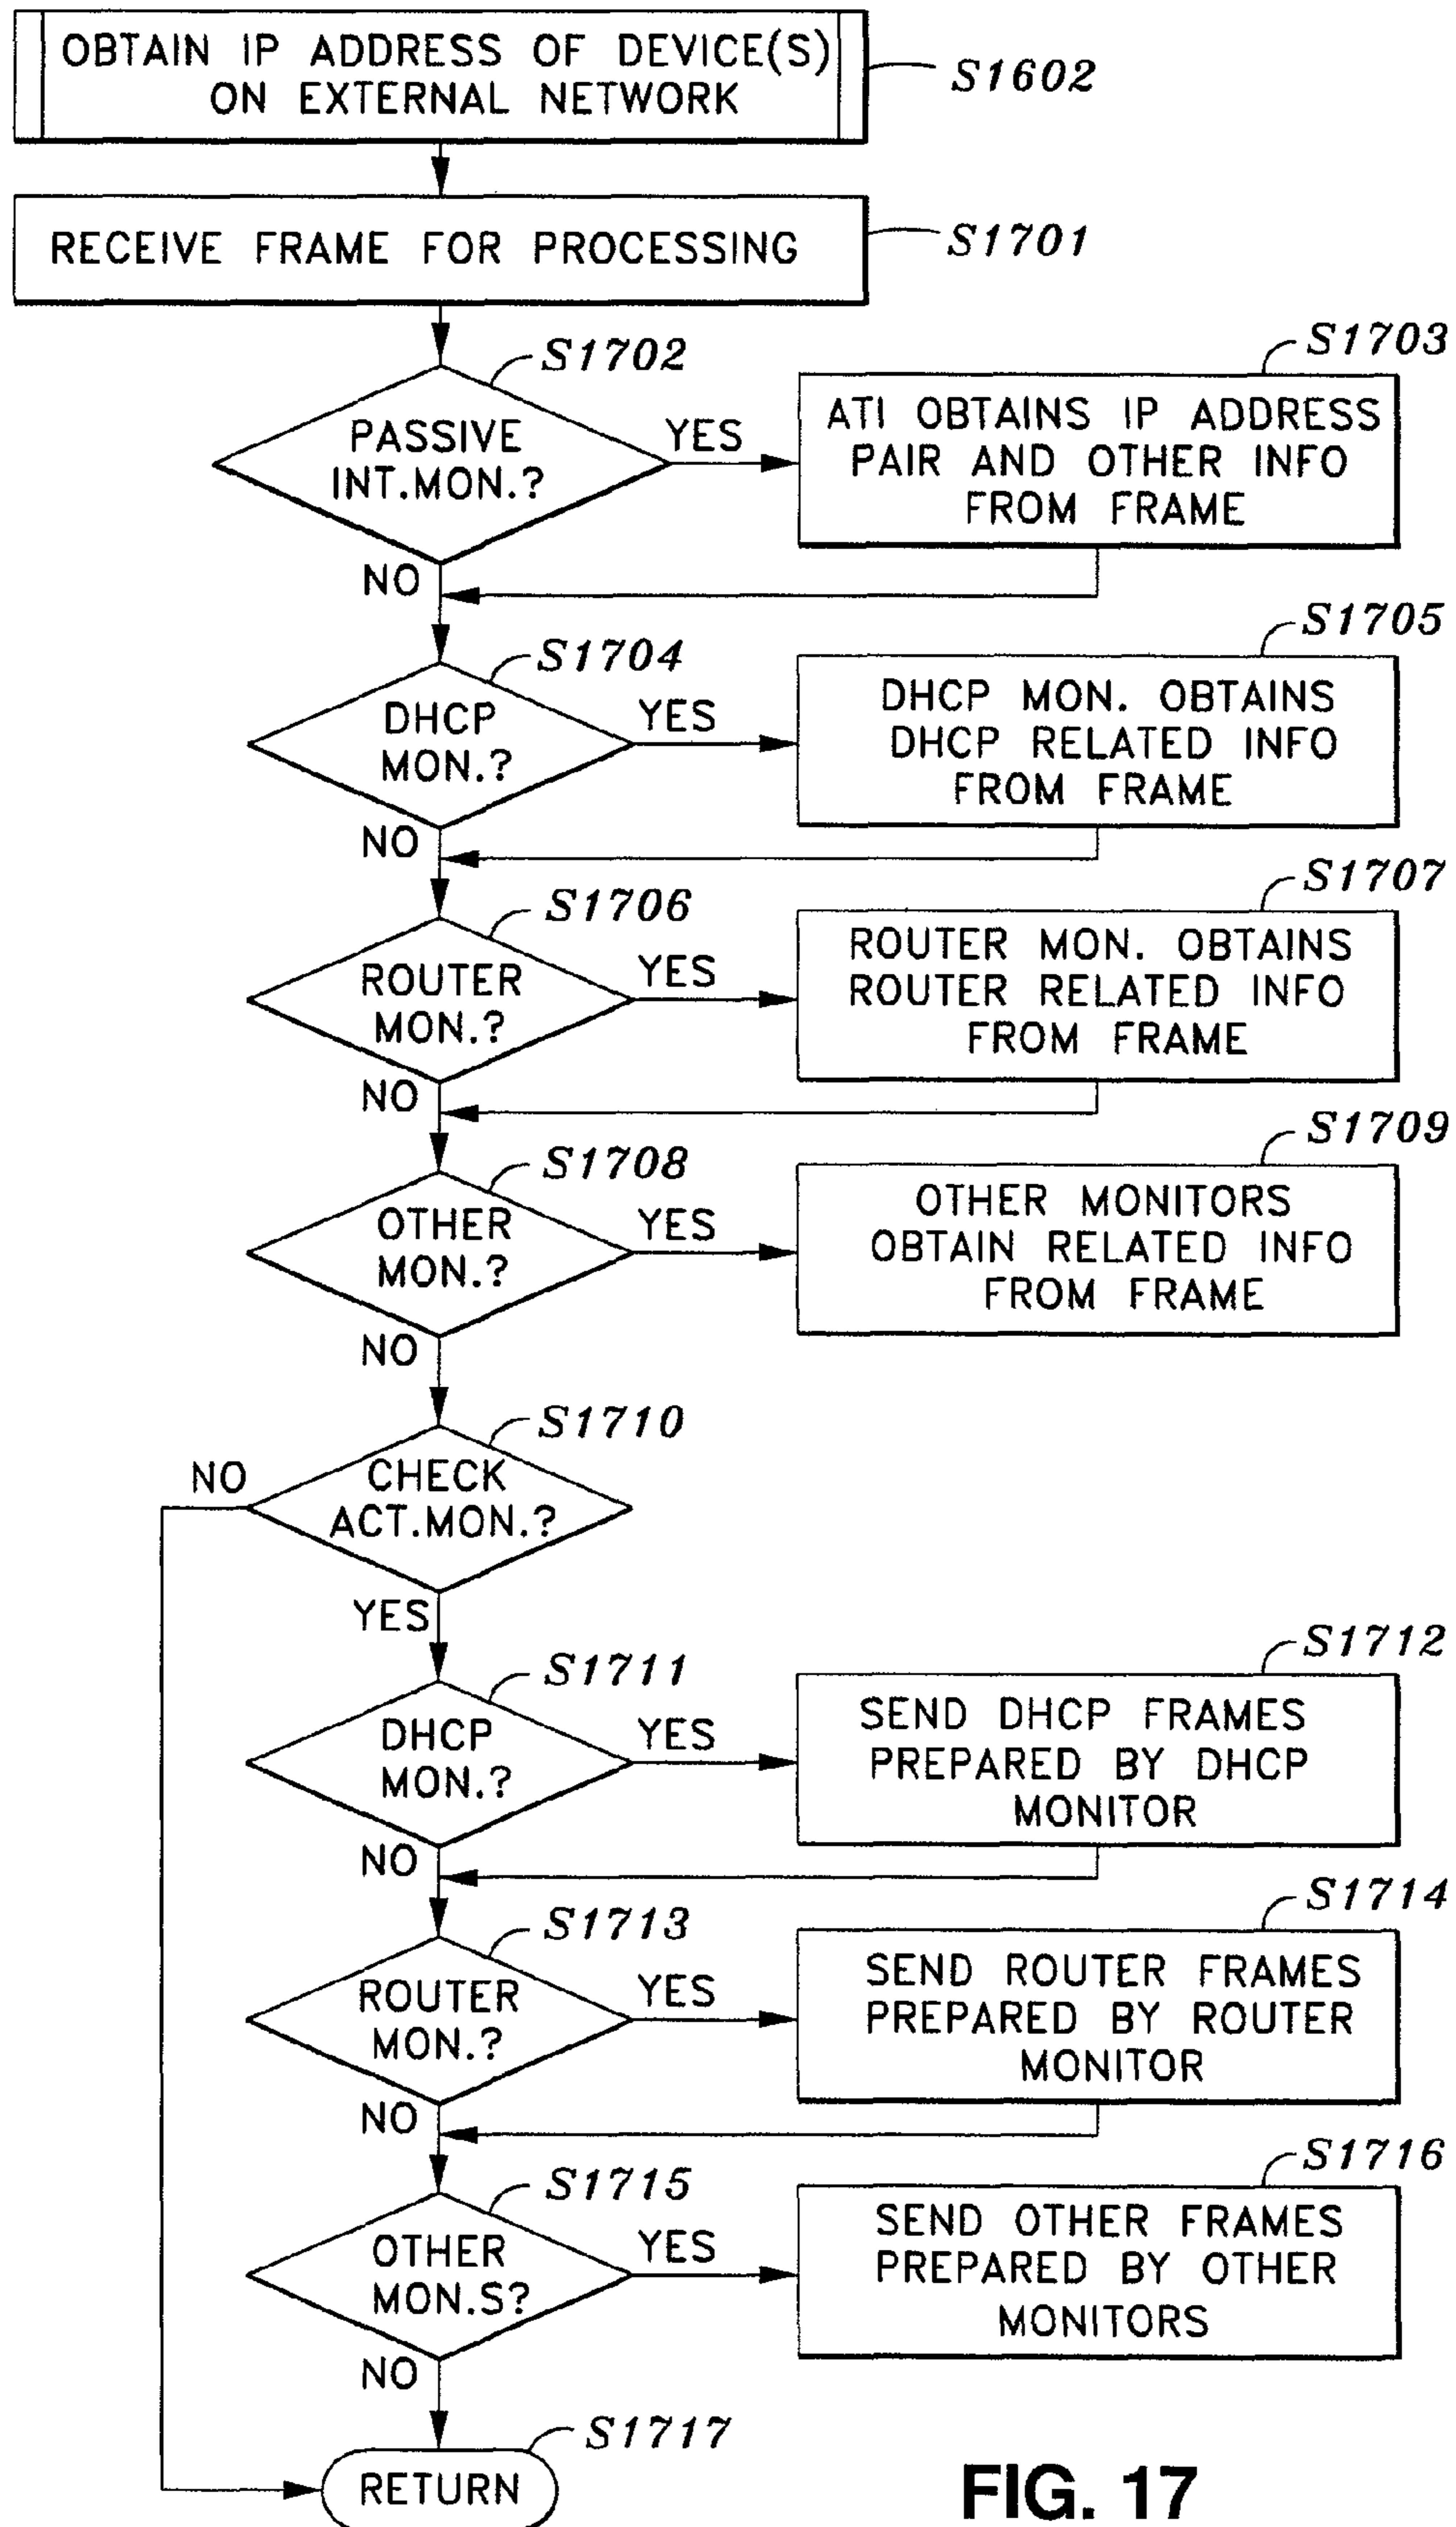 OBTAIN IP ADDRESS OF DEVICE(S)
ON EXTERNAL NETWORK
S1602
RECEIVE FRAME FOR PROCESSING
S1701
S1702
PASSIVE
INT.MON.?
YES
NO
S1703
ATI OBTAINS IP ADDRESS
PAIR AND OTHER INFO
FROM FRAME
S1704
DHCP
MON.?
YES
NO
S1705
DHCP MON. OBTAINS
DHCP RELATED INFO
FROM FRAME
S1706
ROUTER
MON.?
YES
NO
S1707
ROUTER MON. OBTAINS
ROUTER RELATED INFO
FROM FRAME
S1708
OTHER
MON.?
YES
NO
S1709
OTHER MONITORS
OBTAIN RELATED INFO
FROM FRAME
S1710
CHECK
ACT.MON.?
NO
YES
S1711
DHCP
MON.?
YES
NO
S1712
SEND DHCP FRAMES
PREPARED BY DHCP
MONITOR
S1713
ROUTER
MON.?
YES
NO
S1714
SEND ROUTER FRAMES
PREPARED BY ROUTER
MONITOR
S1715
OTHER
MON.S?
YES
NO
S1716
SEND OTHER FRAMES
PREPARED BY OTHER
MONITORS
S1717
RETURN
FIG. 17